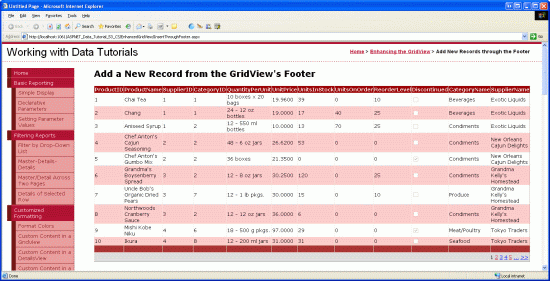 Untitled Page - Microsoft Internet Explorer
File Edit View Favorites Tools Help
Back Search Favorites
Address
Go
Working with Data Tutorials
Home > Enhancing the GridView > Add New Records through the Footer
Home
Basic Reporting
Simple Display
Declarative Parameters
Setting Parameter Values
Filtering Reports
Filter by Drop-Down List
Master-Details-Details
Master/Detail Across Two Pages
Details of Selected Row
Customized Formatting
Format Colors
Custom Content in a GridView
Custom Content in a DetailsView
Custom Content in a
Add a New Record from the GridView's Footer
ProductID ProductName SupplierID CategoryID QuantityPerUnit UnitPrice UnitsInStock UnitsOnOrder ReorderLevel Discontinued CategoryName SupplierName
1 Chai Tea 1 1 10 boxes x 20 bags 19.9600 39 0 10 Beverages Exotic Liquids
2 Chang 1 1 24 - 12 oz bottles 19.0000 17 40 25 Beverages Exotic Liquids
3 Aniseed Syrup 1 2 12 - 550 ml bottles 10.0000 13 70 25 Condiments Exotic Liquids
4 Chef Anton's Cajun Seasoning 2 2 48 - 6 oz jars 26.6200 53 0 0 Condiments New Orleans Cajun Delights
5 Chef Anton's Gumbo Mix 2 2 36 boxes 21.3500 0 0 0 Condiments New Orleans Cajun Delights
6 Grandma's Boysenberry Spread 3 2 12 - 8 oz jars 30.2500 120 0 25 Condiments Grandma Kelly's Homestead
7 Uncle Bob's Organic Dried Pears 3 7 12 - 1 lb pkgs. 30.0000 15 0 10 Produce Grandma Kelly's Homestead
8 Northwoods Cranberry Sauce 3 2 12 - 12 oz jars 36.0000 6 0 0 Condiments Grandma Kelly's Homestead
9 Mishi Kobe Niku 4 6 18 - 500 g pkgs. 97.0000 29 0 0 Meat/Poultry Tokyo Traders
10 Ikura 4 8 12 - 200 ml jars 31.0000 31 0 0 Seafood Tokyo Traders
1 2 3 4 5 ... >>
Done
Local intranet